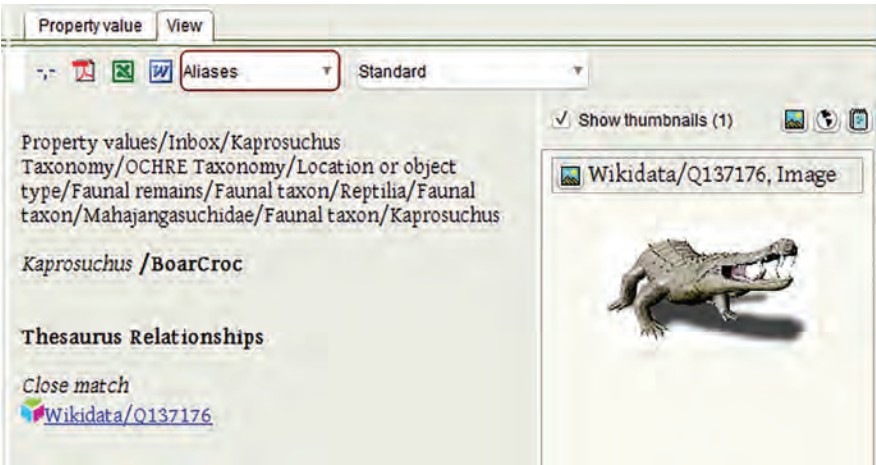 Property value View
-,- Aliases Standard
Show thumbnails (1)
Property values/Inbox/Kaprosuchus
Taxonomy/OCHRE Taxonomy/Location or object
type/Faunal remains/Faunal taxon/Reptilia/Faunal
taxon/Mahajangasuchidae/Faunal taxon/Kaprosuchus
Kaprosuchus /BoarCroc
Thesaurus Relationships
Close match
Wikidata/Q137176
Wikidata/Q137176, Image